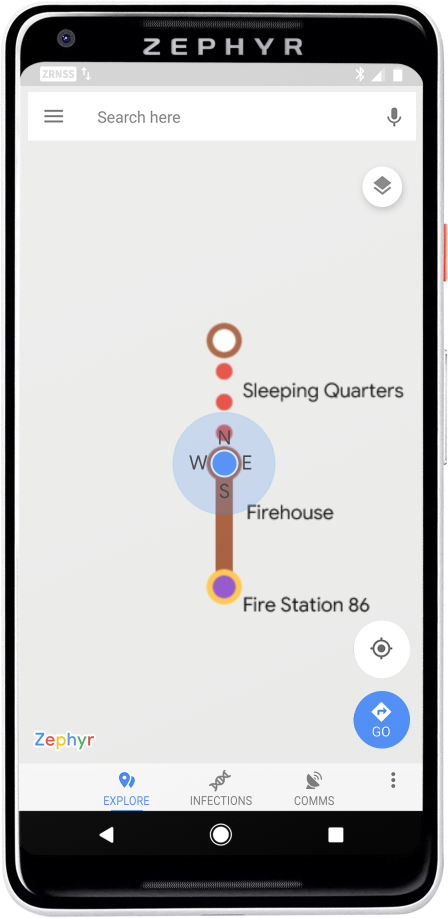 ZEPHYR
ZRNSS
Search here
Sleeping Quarters
N
W E
S
Firehouse
Fire Station 86
GO
Zephyr
EXPLORE INFECTIONS COMMS